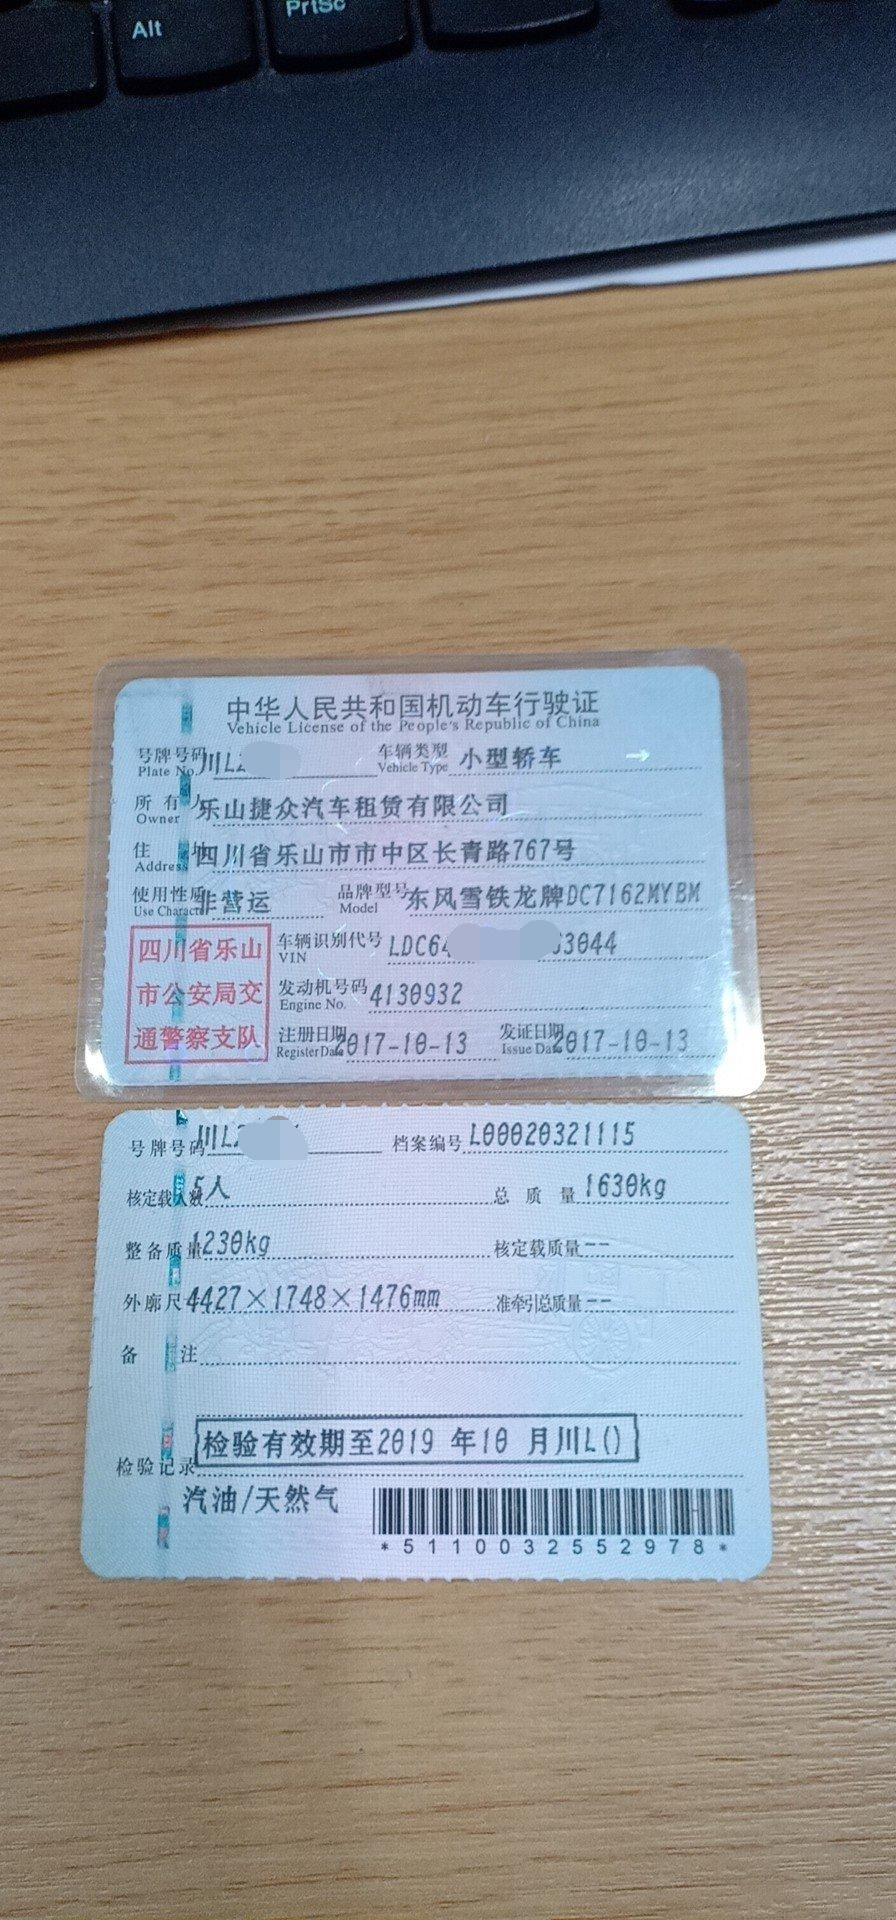 Alt
PrtSc
中华人民共和国机动车行驶证
Vehicle License of the People's Republic of China
号牌号码 川L2 车辆类型 小型轿车 →
Plate No. Vehicle Type
所有人 乐山捷众汽车租赁有限公司
Owner
住址 四川省乐山市市中区长青路767号
Address
使用性质 非营运 品牌型号 东风雪铁龙牌DC7162MYBM
Use Character Model
四川省乐山
市公安局交
通警察支队
车辆识别代号 LDC64 63044
VIN
发动机号码 4130932
Engine No.
注册日期 2017-10-13 发证日期 2017-10-13
Register Date Issue Date
号牌号码 川L2 档案编号 L00020321115
核定载人数 5人 总质量 1630kg
整备质量 1230kg 核定载质量 --
外廓尺 4427×1748×1476mm 准牵引总质量 --
备注
检验记录 检验有效期至2019 年10 月川L()
汽油/天然气
*5110032552978*